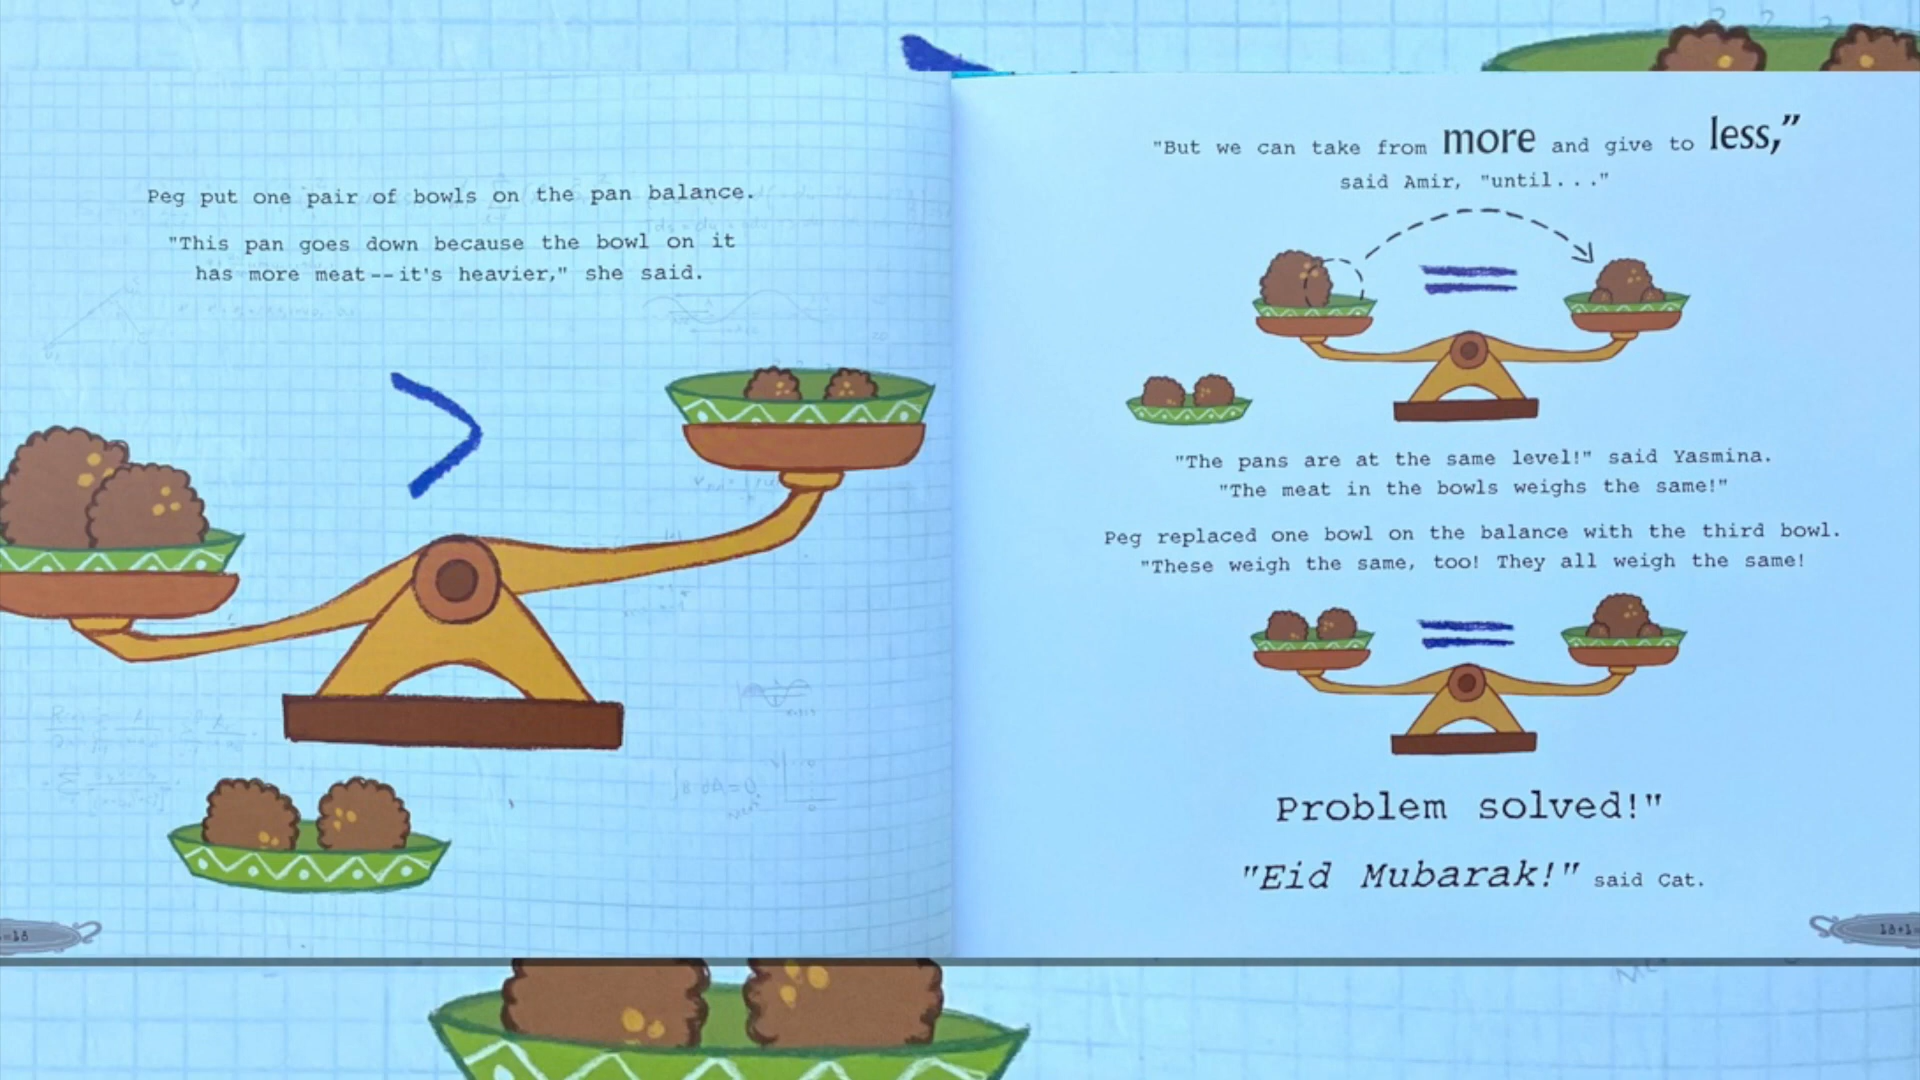 Peg put one pair of bowls on the pan balance.
"This pan goes down because the bowl on it
has more meat--it's heavier," she said.
>
=18
"But we can take from more and give to less,"
said Amir, "until..."
=
"The pans are at the same level!" said Yasmina.
"The meat in the bowls weighs the same!"
Peg replaced one bowl on the balance with the third bowl.
"These weigh the same, too! They all weigh the same!
=
Problem solved!"
"Eid Mubarak!" said Cat.
18+1=